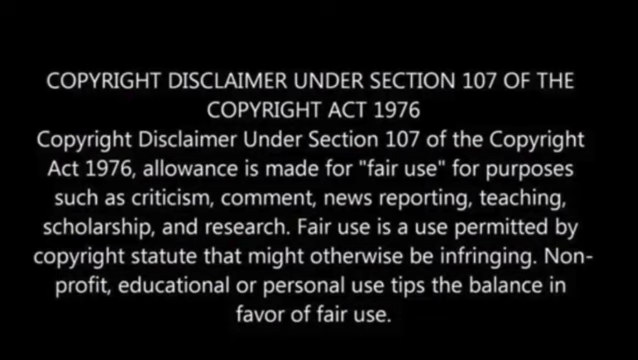 COPYRIGHT DISCLAIMER UNDER SECTION 107 OF THE
COPYRIGHT ACT 1976
Copyright Disclaimer Under Section 107 of the Copyright
Act 1976, allowance is made for "fair use" for purposes
such as criticism, comment, news reporting, teaching,
scholarship, and research. Fair use is a use permitted by
copyright statute that might otherwise be infringing. Non-
profit, educational or personal use tips the balance in
favor of fair use.